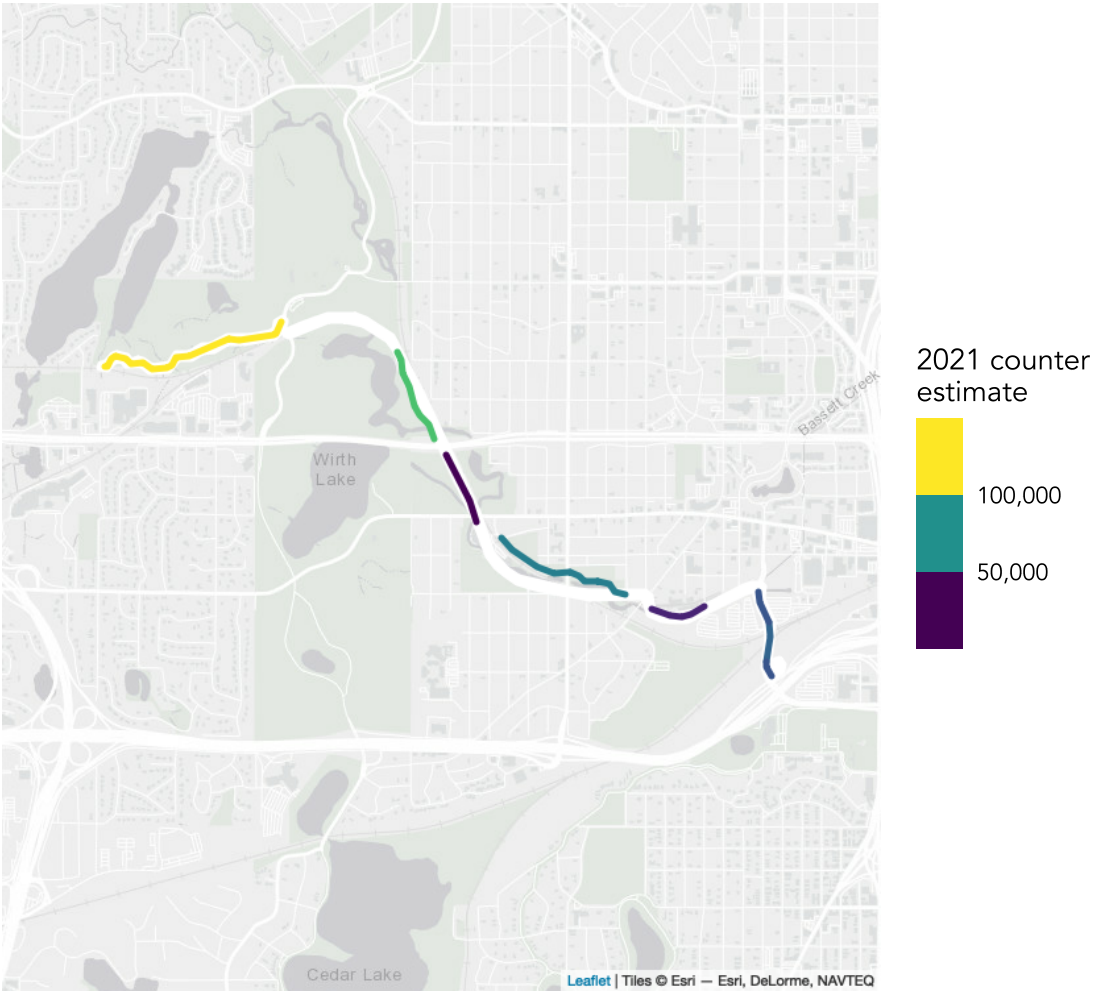 2021 counter
estimate
100,000
50,000
Bassett Creek
Wirth
Lake
Cedar Lake
Leaflet | Tiles © Esri — Esri, DeLorme, NAVTEQ